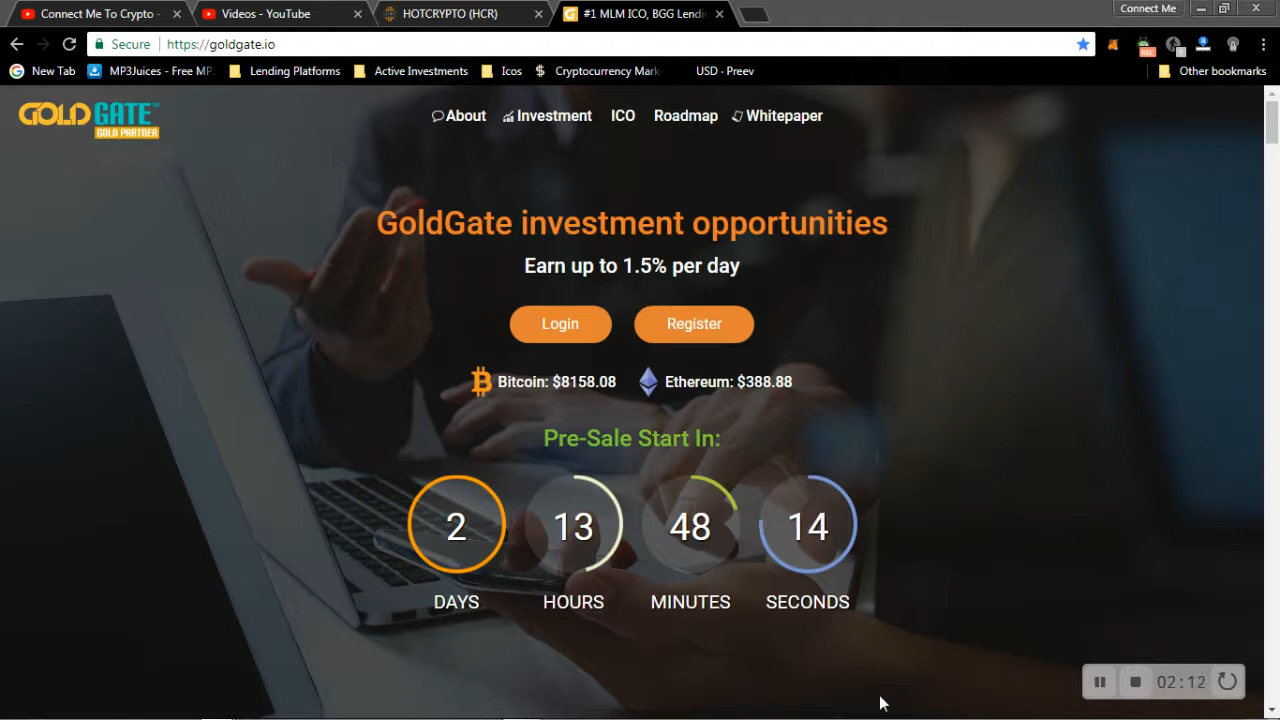 Connect Me To Crypto -
Videos - YouTube
HOTCRYPTO (HCR)
#1 MLM ICO, BGG Lendi
Connect Me
Secure
https://goldgate.io
REC
New Tab
MP3Juices - Free MP
Lending Platforms
Active Investments
Icos
Cryptocurrency Mark
USD - Preev
Other bookmarks
GOLD GATE
GOLD PARTNER
About
Investment
ICO
Roadmap
Whitepaper
GoldGate investment opportunities
Earn up to 1.5% per day
Login
Register
Bitcoin: $8158.08
Ethereum: $388.88
Pre-Sale Start In:
2
13
48
14
DAYS
HOURS
MINUTES
SECONDS
02:12